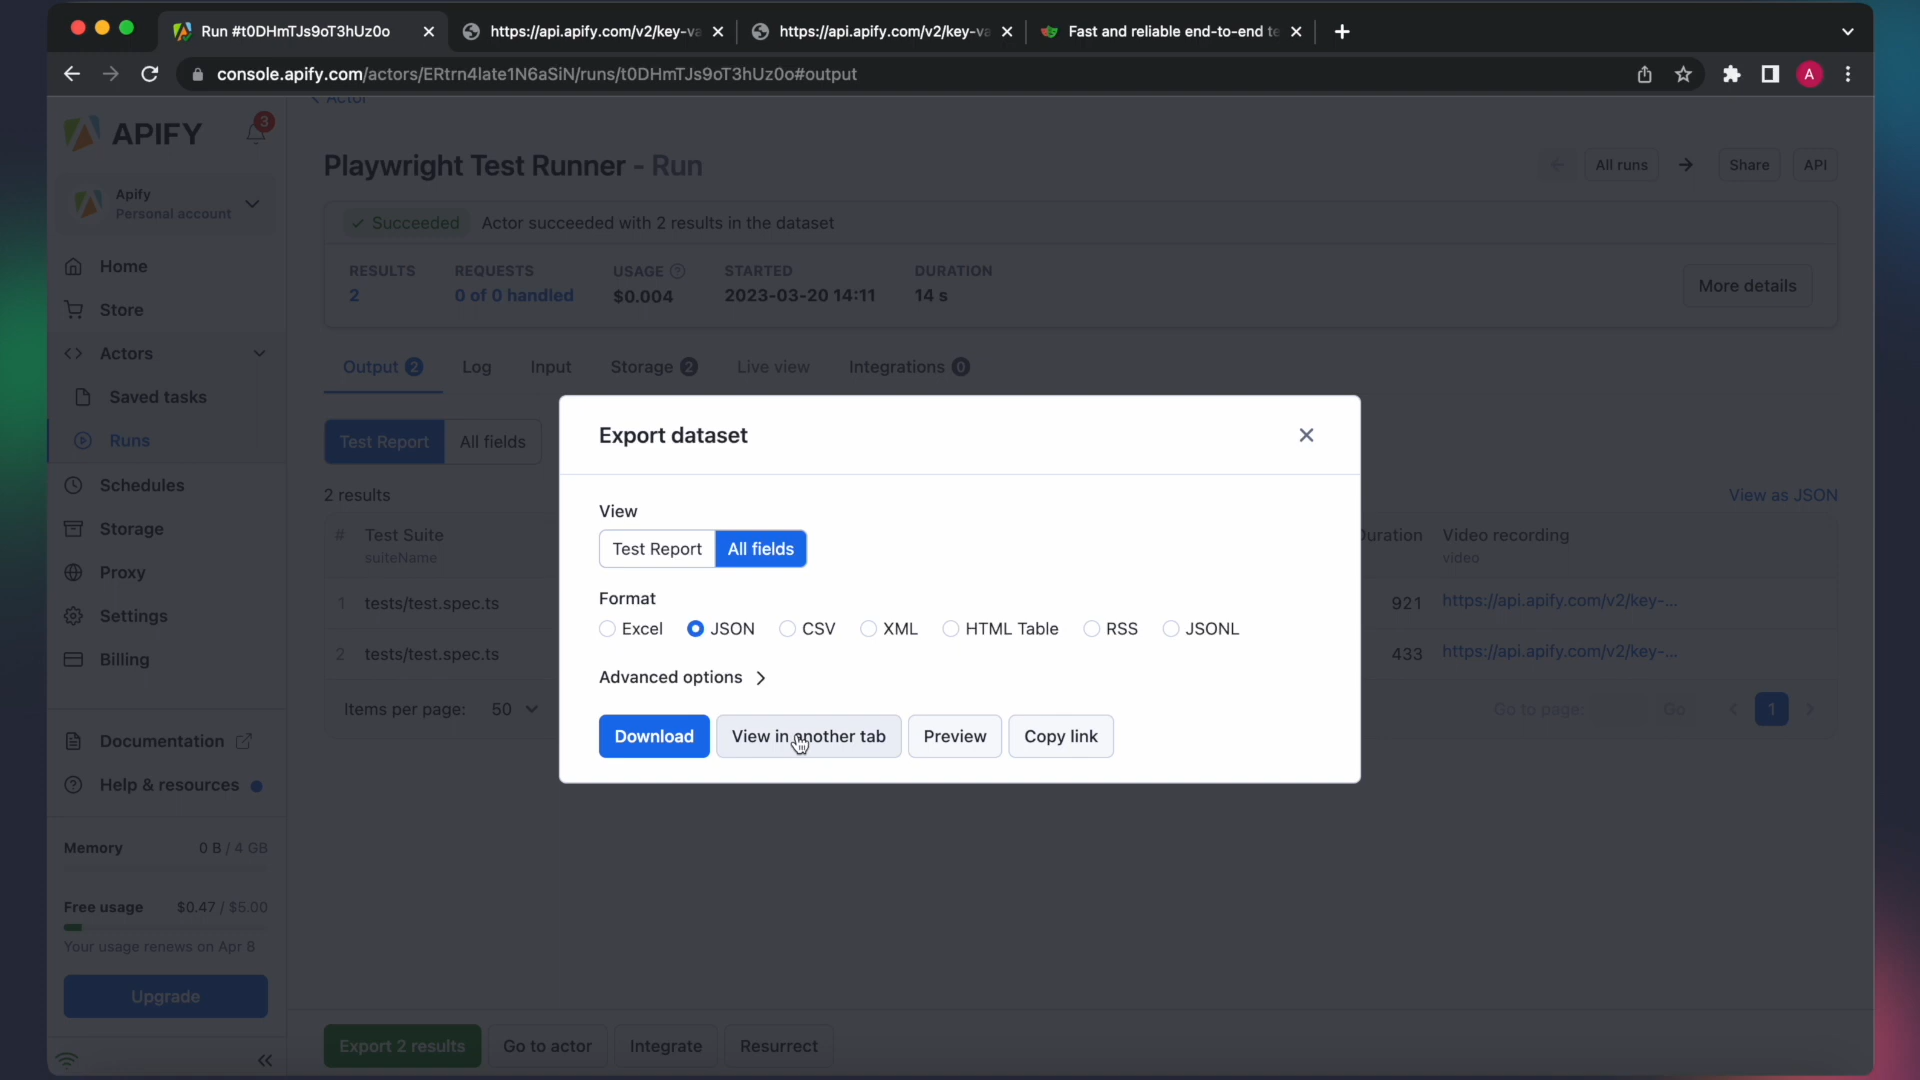 Run #t0DHmTJs9oT3hUz0o
https://api.apify.com/v2/key-va
https://api.apify.com/v2/key-va
Fast and reliable end-to-end te
console.apify.com/actors/ERtrn4late1N6aSiN/runs/t0DHmTJs9oT3hUz0o#output
A
Actor
APIFY
3
Apify
Personal account
Playwright Test Runner - Run
All runs
Share
API
Succeeded
Actor succeeded with 2 results in the dataset
RESULTS REQUESTS USAGE STARTED DURATION
2 0 of 0 handled $0.004 2023-03-20 14:11 14 s
More details
Home
Store
Actors
Saved tasks
Runs
Schedules
Storage
Proxy
Settings
Billing
Documentation
Help & resources
Memory 0 B / 4 GB
Free usage $0.47 / $5.00
Your usage renews on Apr 8
Upgrade
Output 2 Log Input Storage 2 Live view Integrations 0
Test Report All fields
2 results
View as JSON
# Test Suite
suiteName
Duration Video recording
video
1 tests/test.spec.ts
921 https://api.apify.com/v2/key-...
2 tests/test.spec.ts
433 https://api.apify.com/v2/key-...
Items per page: 50
Go to page: Go 1
Export dataset
View
Test Report All fields
Format
Excel JSON CSV XML HTML Table RSS JSONL
Advanced options
Download View in another tab Preview Copy link
Export 2 results Go to actor Integrate Resurrect